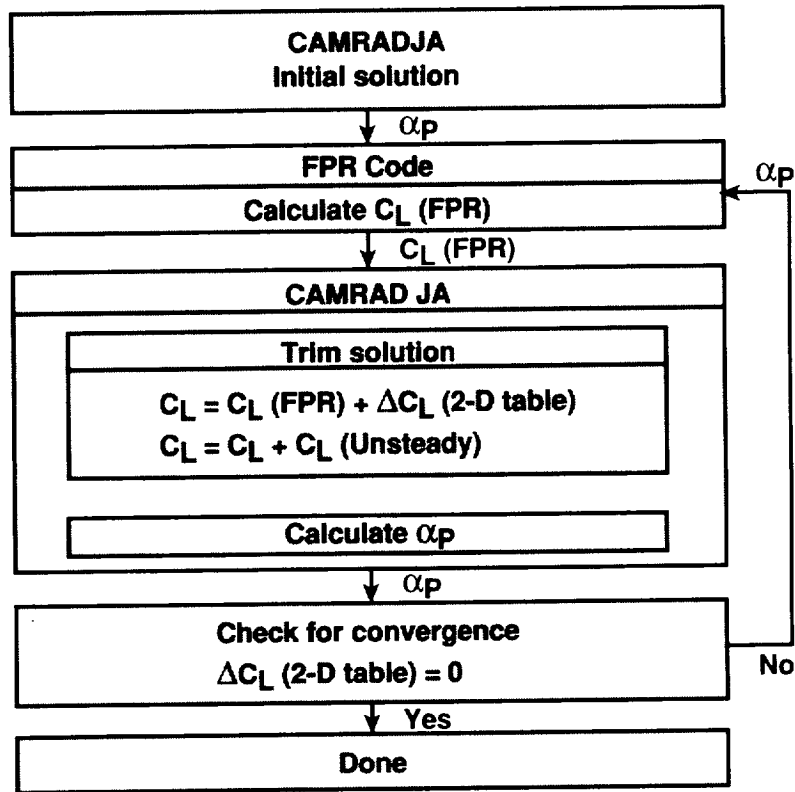 CAMRADJA
Initial solution
αP
FPR Code
αP
Calculate CL (FPR)
CL (FPR)
CAMRAD JA
Trim solution
CL = CL (FPR) + ΔCL (2-D table)
CL = CL + CL (Unsteady)
Calculate αP
αP
Check for convergence
ΔCL (2-D table) = 0
No
Yes
Done